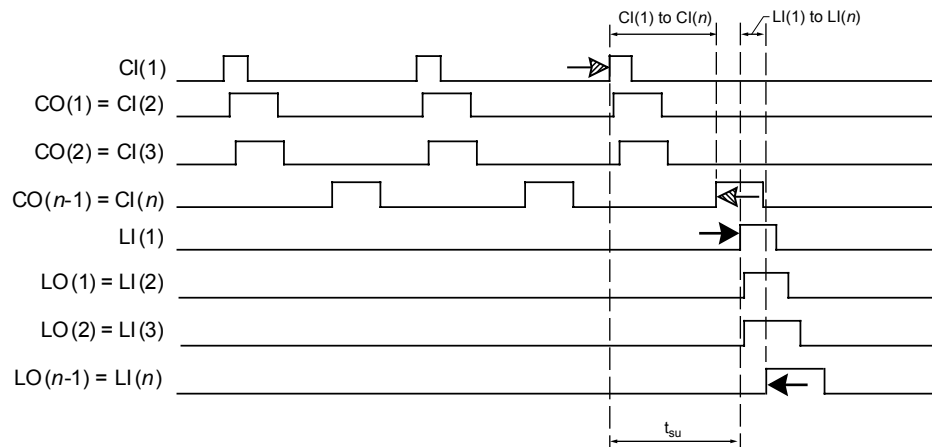 CI(1) to CI(n)
LI(1) to LI(n)
CI(1)
CO(1) = CI(2)
CO(2) = CI(3)
CO(n-1) = CI(n)
LI(1)
LO(1) = LI(2)
LO(2) = LI(3)
LO(n-1) = LI(n)
tsu